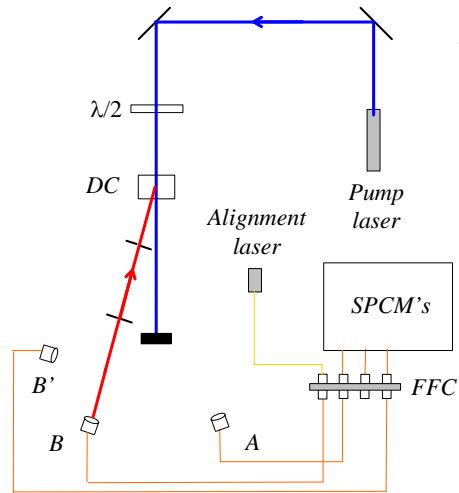 λ/2
DC
Pump
laser
Alignment
laser
SPCM's
FFC
B'
B
A